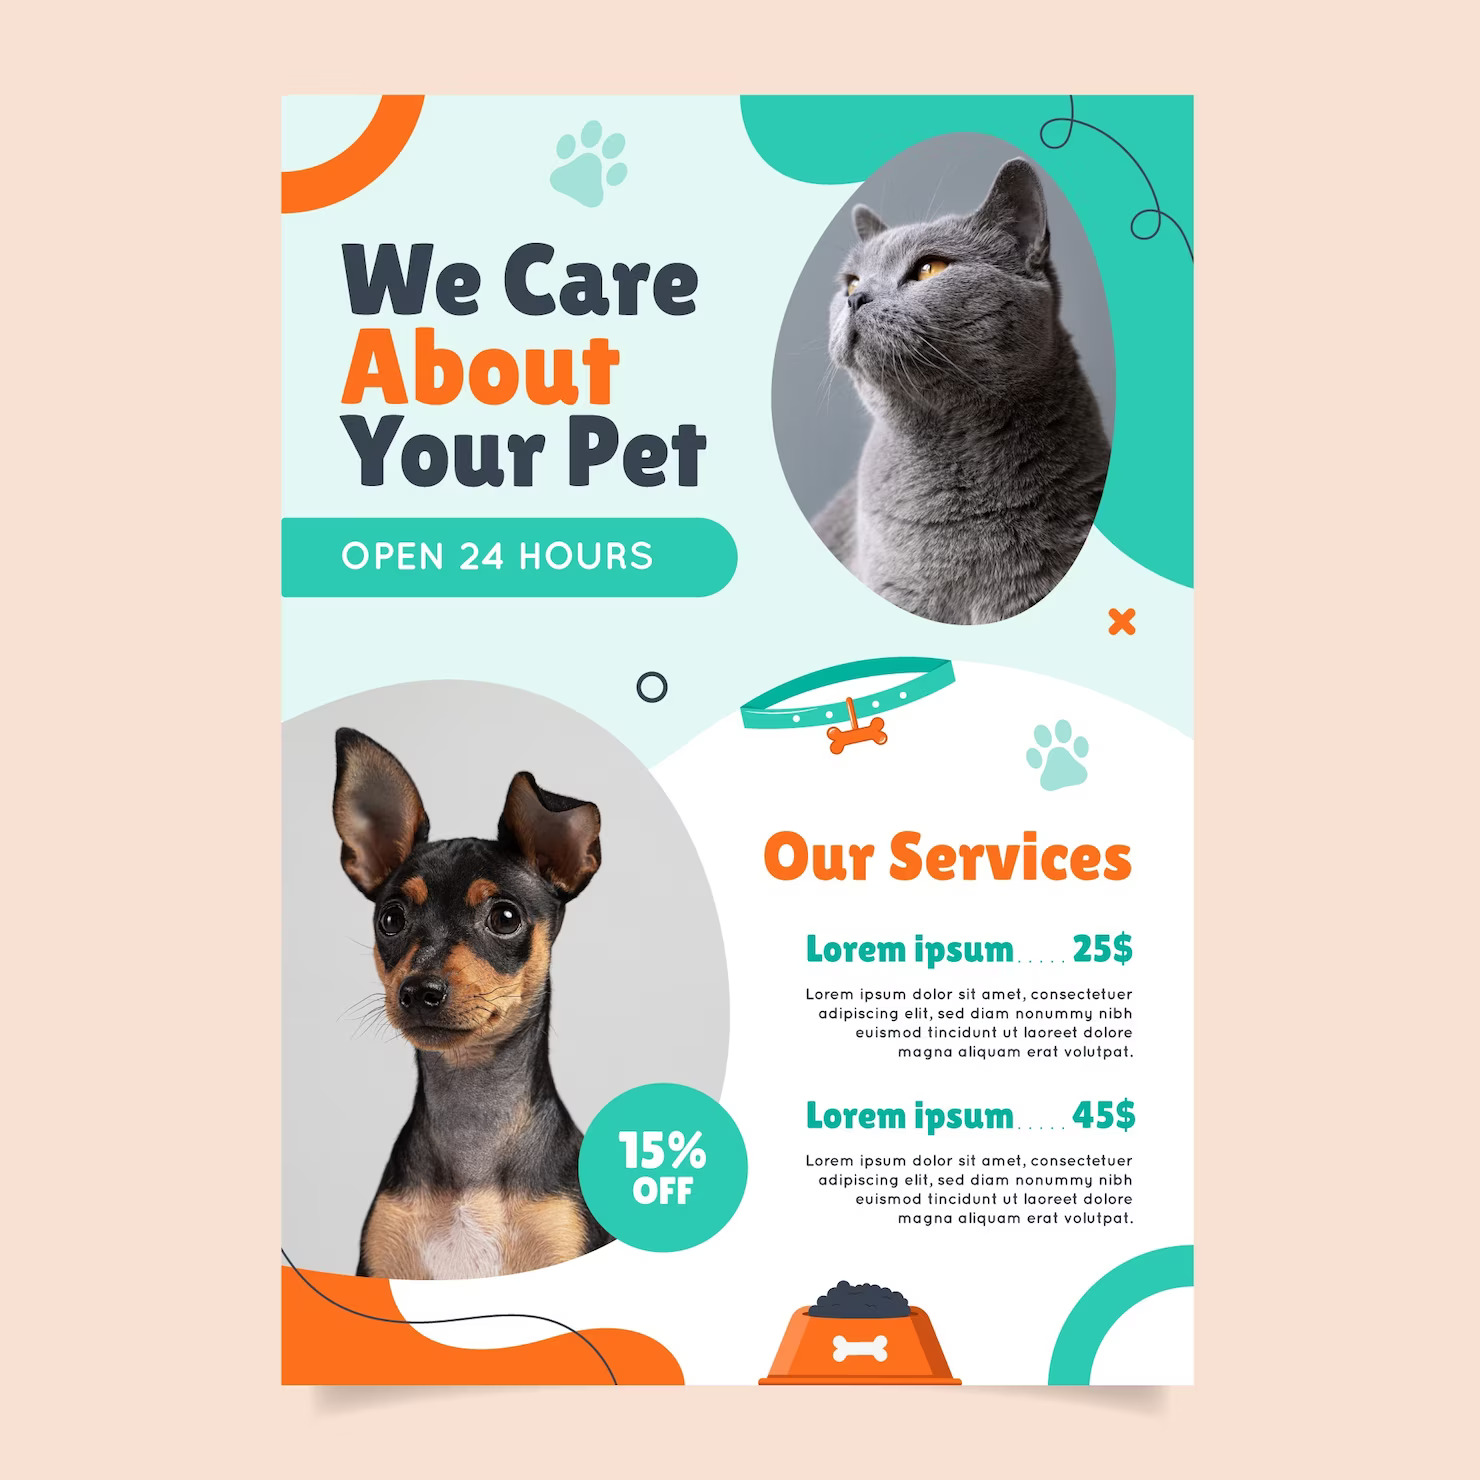 We Care
About
Your Pet
OPEN 24 HOURS
Our Services
Lorem ipsum.....25$
Lorem ipsum dolor sit amet, consectetuer
adipiscing elit, sed diam nonummy nibh
euismod tincidunt ut laoreet dolore
magna aliquam erat volutpat.
Lorem ipsum.....45$
Lorem ipsum dolor sit amet, consectetuer
adipiscing elit, sed diam nonummy nibh
euismod tincidunt ut laoreet dolore
magna aliquam erat volutpat.
15%
OFF